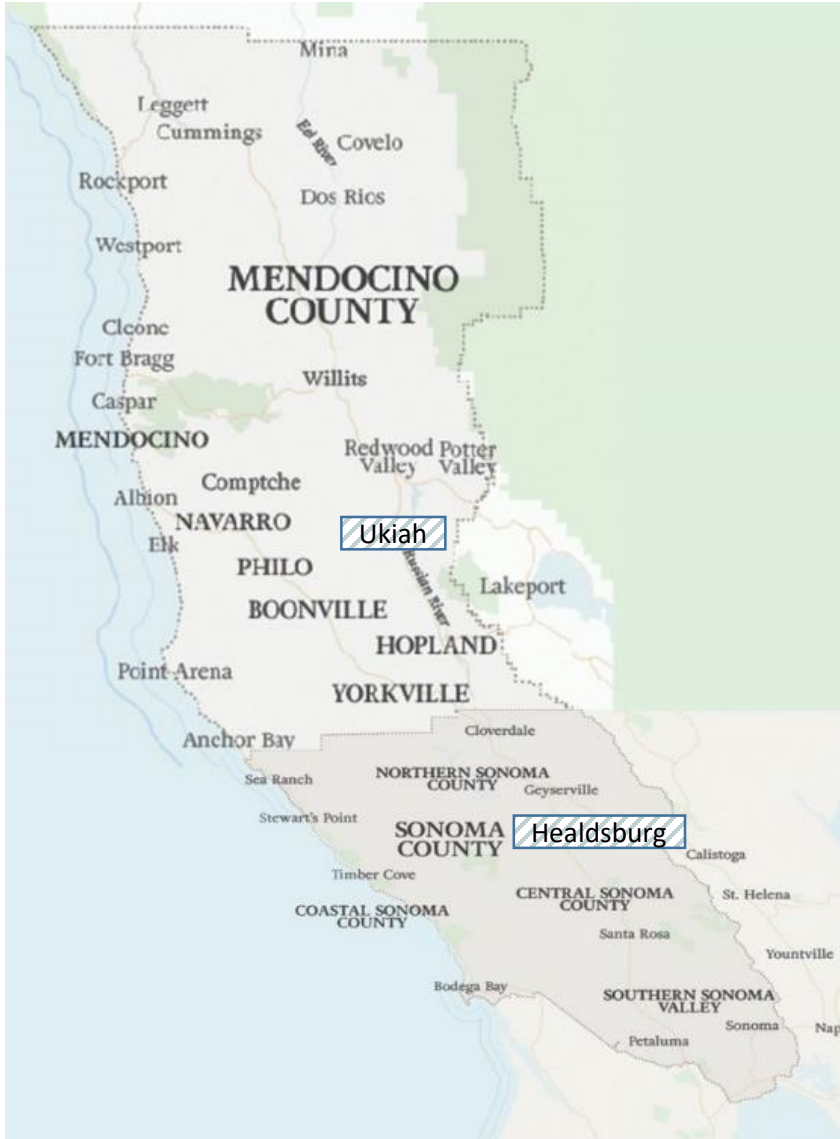 Mina
Leggett
Cummings
Eel River
Covelo
Rockport
Dos Rios
Westport
MENDOCINO
COUNTY
Cleone
Fort Bragg
Willits
Caspar
MENDOCINO
Redwood
Valley
Potter
Valley
Comptche
Albion
NAVARRO
Ukiah
Elk
PHILO
Russian River
Lakeport
BOONVILLE
HOPLAND
Point Arena
YORKVILLE
Cloverdale
Anchor Bay
NORTHERN SONOMA
COUNTY
Sea Ranch
Geyserville
Stewart's Point
SONOMA
COUNTY
Healdsburg
Calistoga
Timber Cove
CENTRAL SONOMA
COUNTY
St. Helena
COASTAL SONOMA
COUNTY
Santa Rosa
Yountville
Bodega Bay
SOUTHERN SONOMA
VALLEY
Sonoma
Nap
Petaluma